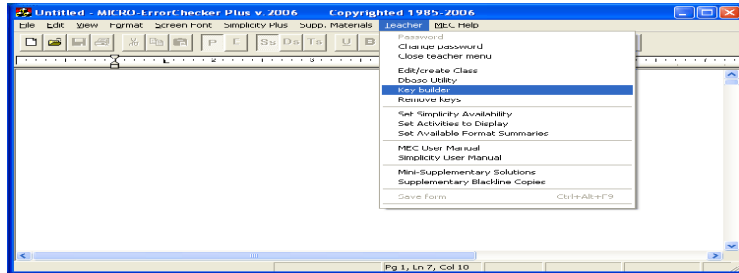 Untitled - MICRO-ErrorChecker Plus v.2006 Copyrighted 1985-2006
File Edit View Format Screen Font Simplicity Plus Supp. Materials Teacher MEC Help
P C Ss Ds Ts U B
Password
Change password
Close teacher menu
Edit/create Class
Dbase Utility
Key builder
Remove keys
Set Simplicity Availability
Set Activities to Display
Set Available Format Summaries
MEC User Manual
Simplicity User Manual
Mini-Supplementary Solutions
Supplementary Blackline Copies
Save form Ctrl+Alt+F9
Pg 1, Ln 7, Col 10